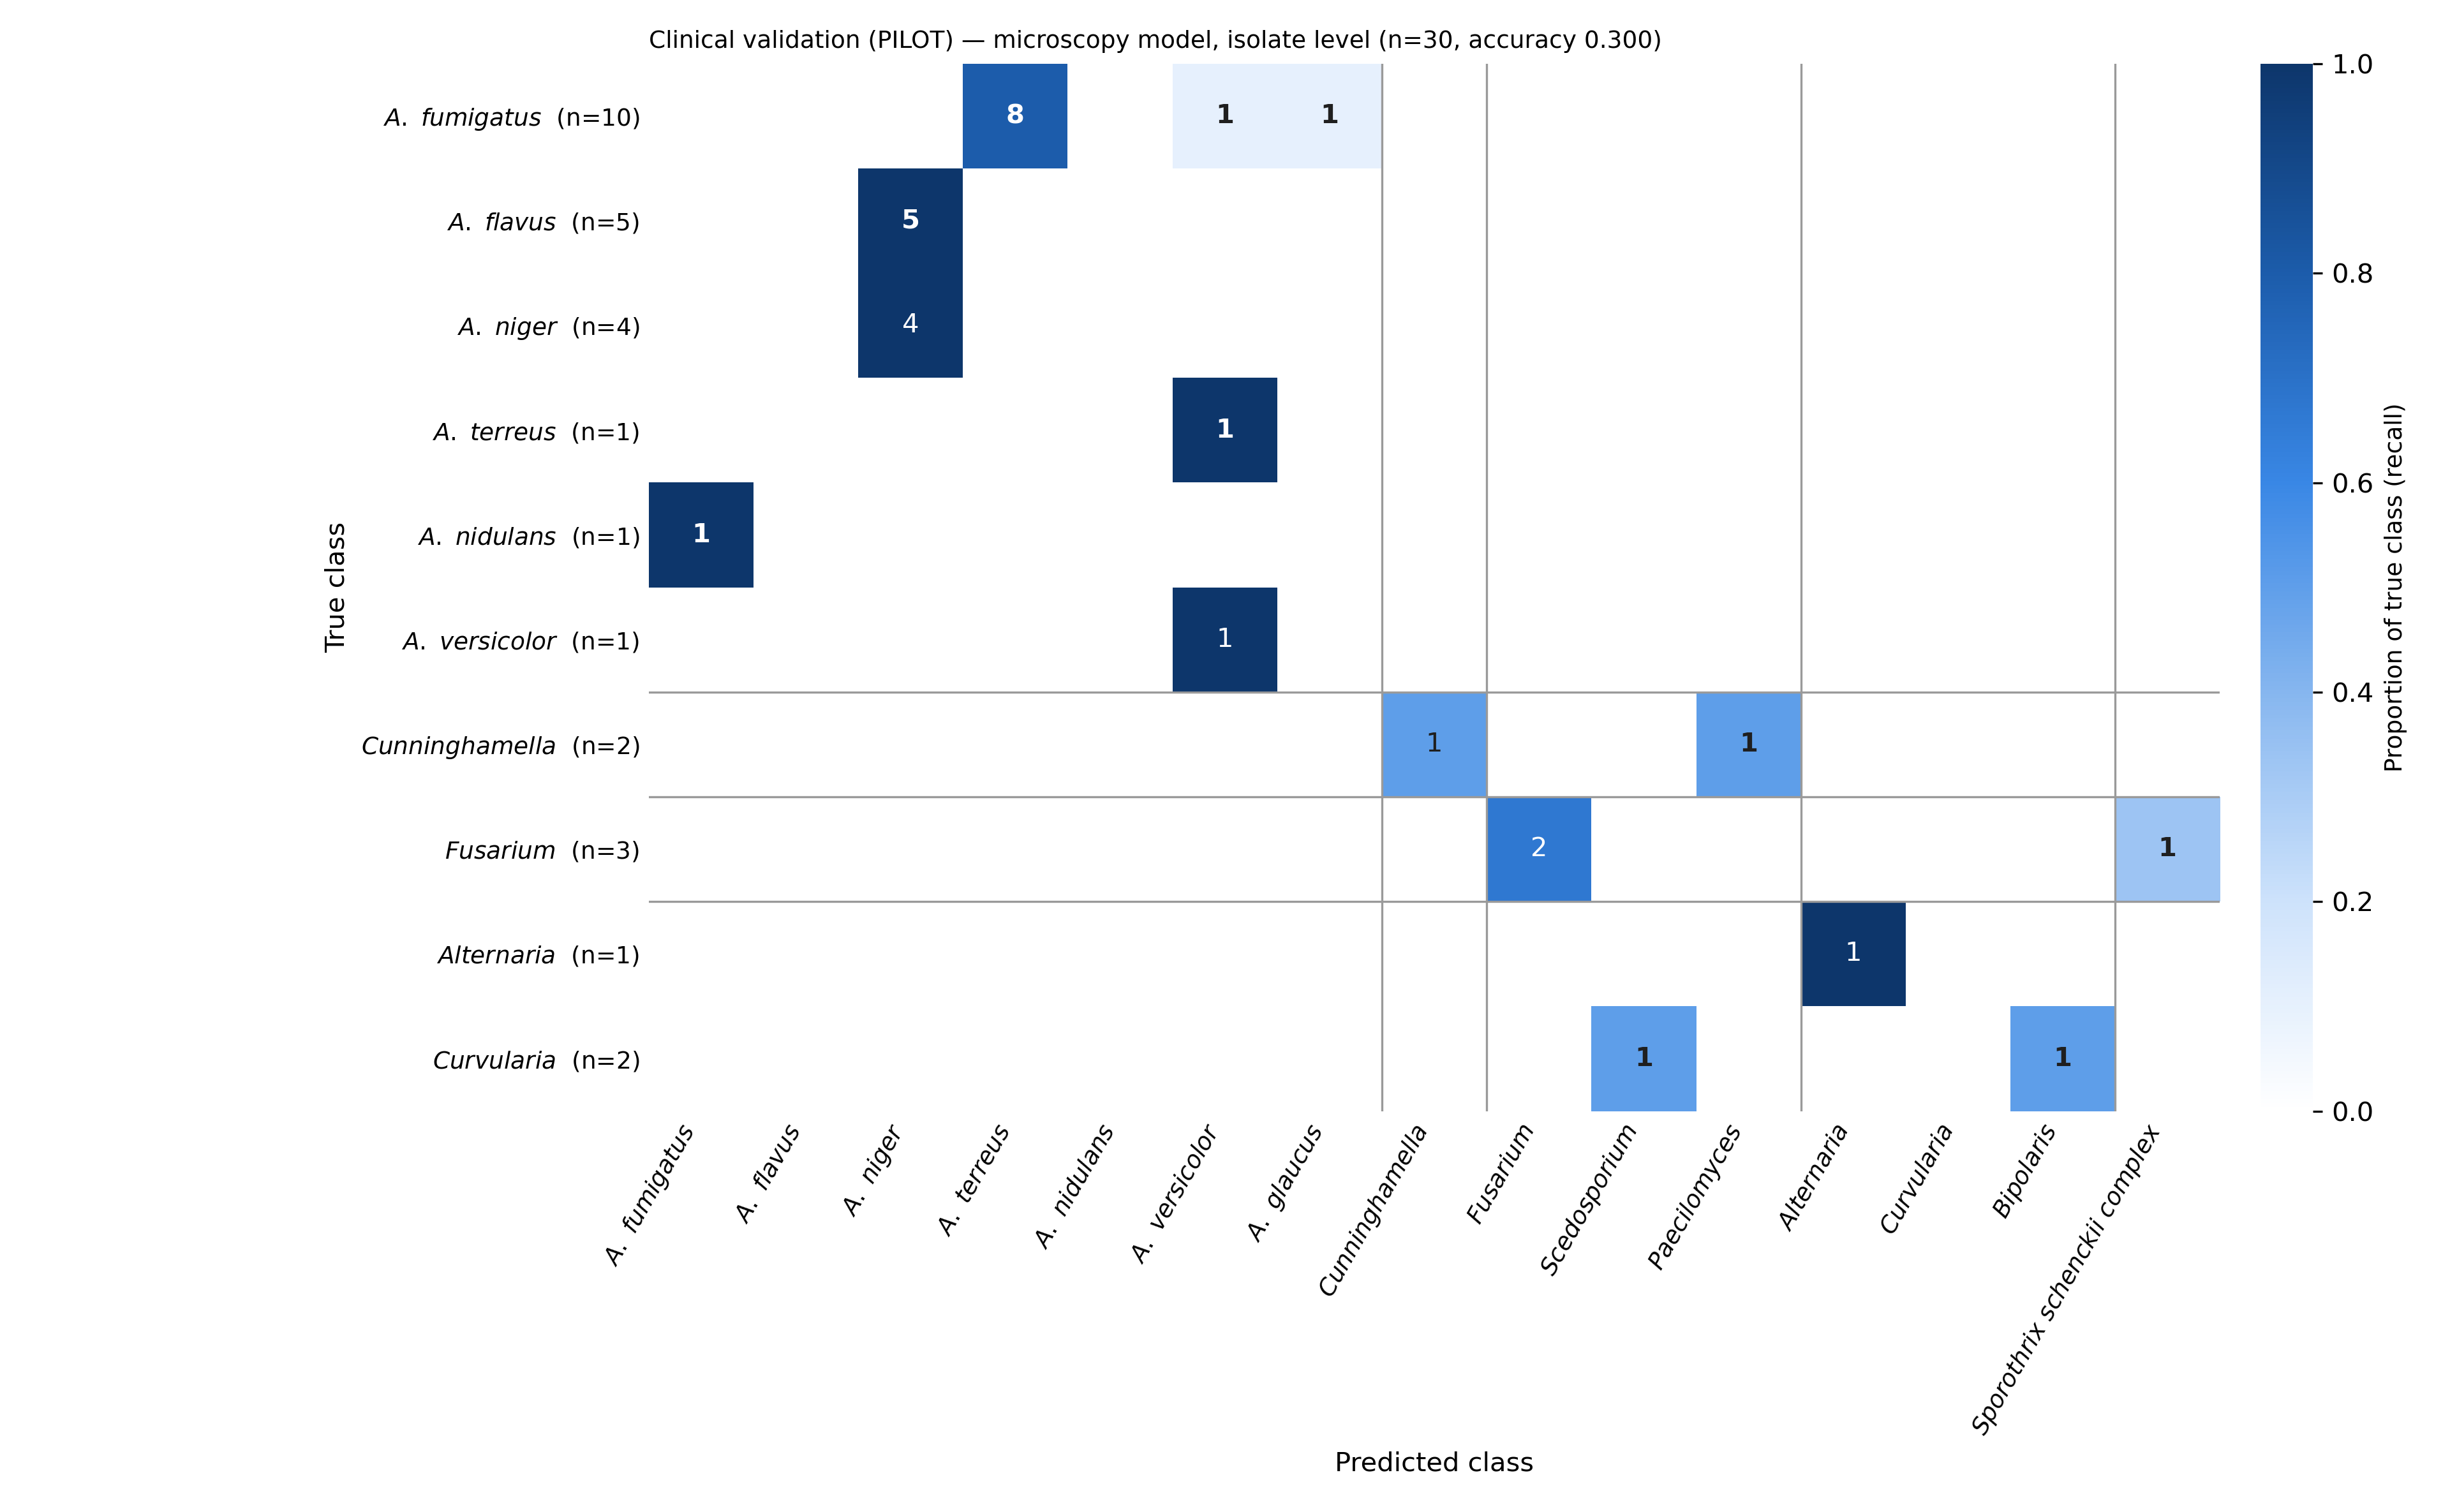 Clinical validation (PILOT) — microscopy model, isolate level (n=30, accuracy 0.300)
A. fumigatus (n=10)
8
1
1
A. flavus (n=5)
5
A. niger (n=4)
4
A. terreus (n=1)
1
A. nidulans (n=1)
1
A. versicolor (n=1)
1
Cunninghamella (n=2)
1
1
Fusarium (n=3)
2
1
Alternaria (n=1)
1
Curvularia (n=2)
1
1
True class
A. fumigatus
A. flavus
A. niger
A. terreus
A. nidulans
A. versicolor
A. glaucus
Cunninghamella
Fusarium
Scedosporium
Paecilomyces
Alternaria
Curvularia
Bipolaris
Sporothrix schenckii complex
Predicted class
1.0
0.8
0.6
0.4
0.2
0.0
Proportion of true class (recall)